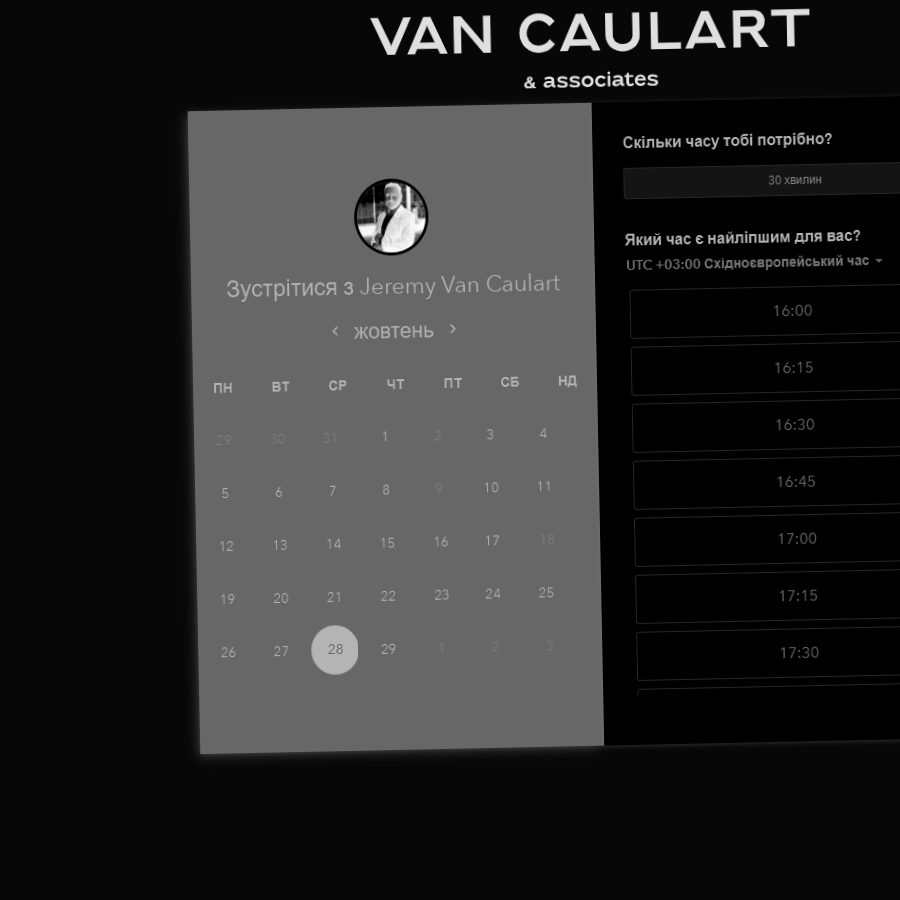 VAN CAULART
& associates
Зустрітися з Jeremy Van Caulart
‹ жовтень ›
ПН ВТ СР ЧТ ПТ СБ НД
29 30 31 1 2 3 4
5 6 7 8 9 10 11
12 13 14 15 16 17 18
19 20 21 22 23 24 25
26 27 28 29 1 2 3
Скільки часу тобі потрібно?
30 хвилин
Який час є найліпшим для вас?
UTC +03:00 Східноєвропейський час
16:00
16:15
16:30
16:45
17:00
17:15
17:30